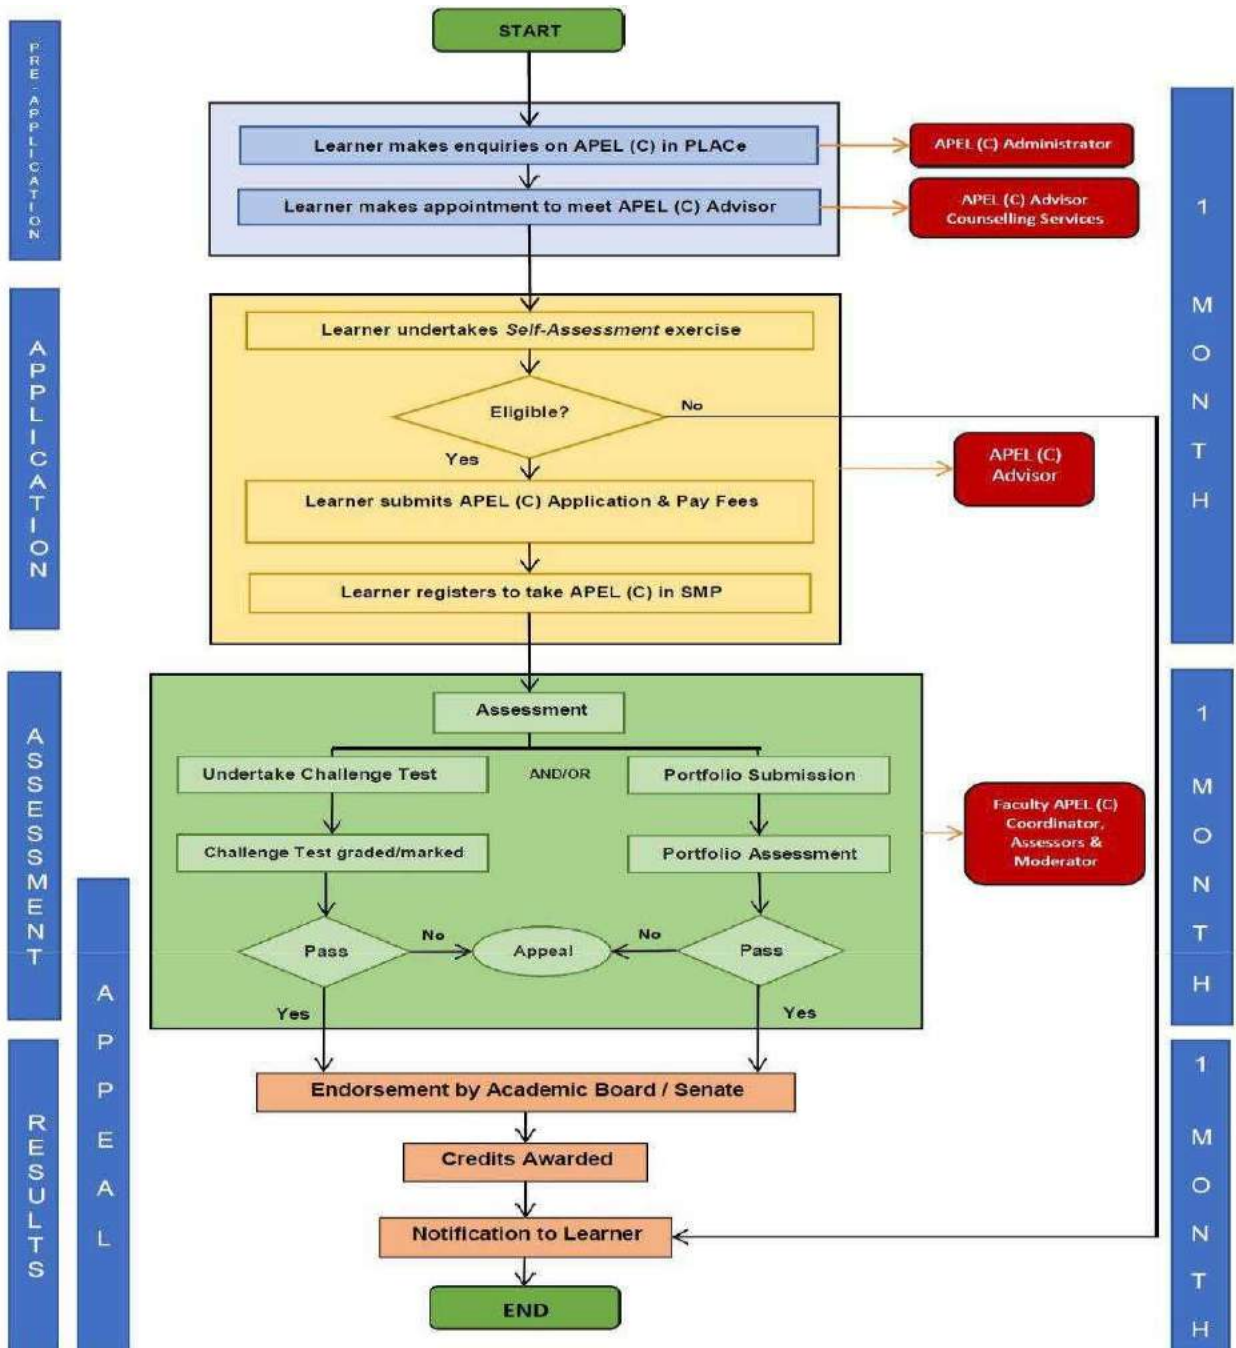 START
PRE-APPLICATION
Learner makes enquiries on APEL (C) in PLACe
APEL (C) Administrator
Learner makes appointment to meet APEL (C) Advisor
APEL (C) Advisor
Counselling Services
1 MONTH
APPLICATION
Learner undertakes Self-Assessment exercise
Eligible?
No
Yes
APEL (C)
Advisor
Learner submits APEL (C) Application & Pay Fees
Learner registers to take APEL (C) in SMP
ASSESSMENT
Assessment
1 MONTH
Undertake Challenge Test
AND/OR
Portfolio Submission
Challenge Test graded/marked
Portfolio Assessment
Faculty APEL (C)
Coordinator,
Assessors &
Moderator
Pass
No
Appeal
No
Pass
Yes
Yes
APPEAL
RESULTS
Endorsement by Academic Board / Senate
1 MONTH
Credits Awarded
Notification to Learner
END